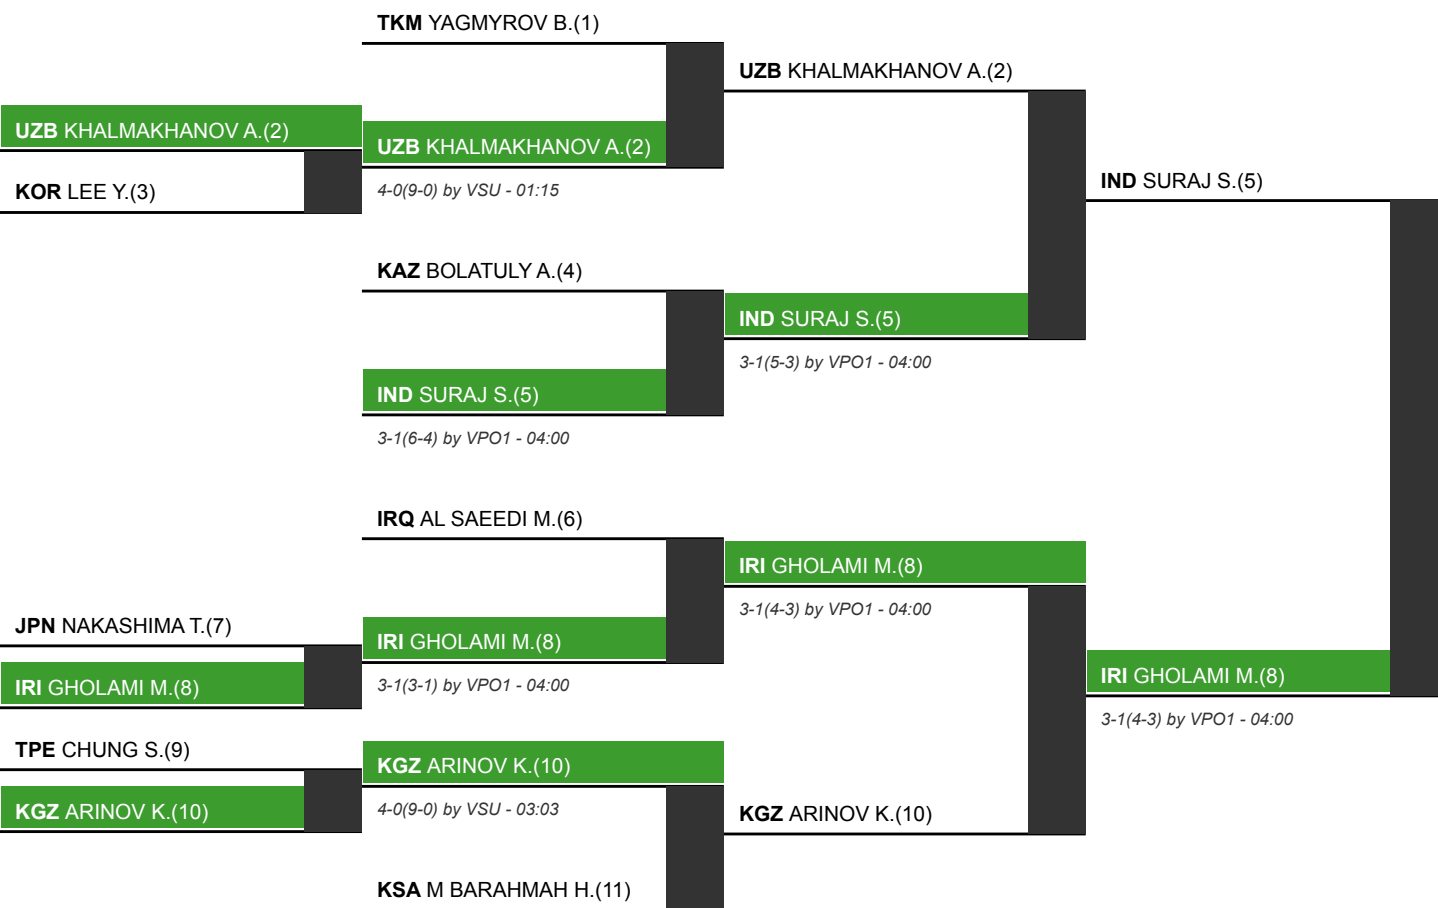 TKM YAGMYROV B.(1)
UZB KHALMAKHANOV A.(2)
UZB KHALMAKHANOV A.(2)
UZB KHALMAKHANOV A.(2)
KOR LEE Y.(3)
4-0(9-0) by VSU - 01:15
IND SURAJ S.(5)
KAZ BOLATULY A.(4)
IND SURAJ S.(5)
3-1(5-3) by VPO1 - 04:00
IND SURAJ S.(5)
3-1(6-4) by VPO1 - 04:00
IRQ AL SAEEDI M.(6)
IRI GHOLAMI M.(8)
3-1(4-3) by VPO1 - 04:00
JPN NAKASHIMA T.(7)
IRI GHOLAMI M.(8)
IRI GHOLAMI M.(8)
3-1(3-1) by VPO1 - 04:00
IRI GHOLAMI M.(8)
3-1(4-3) by VPO1 - 04:00
TPE CHUNG S.(9)
KGZ ARINOV K.(10)
KGZ ARINOV K.(10)
4-0(9-0) by VSU - 03:03
KGZ ARINOV K.(10)
KSA M BARAHMAH H.(11)